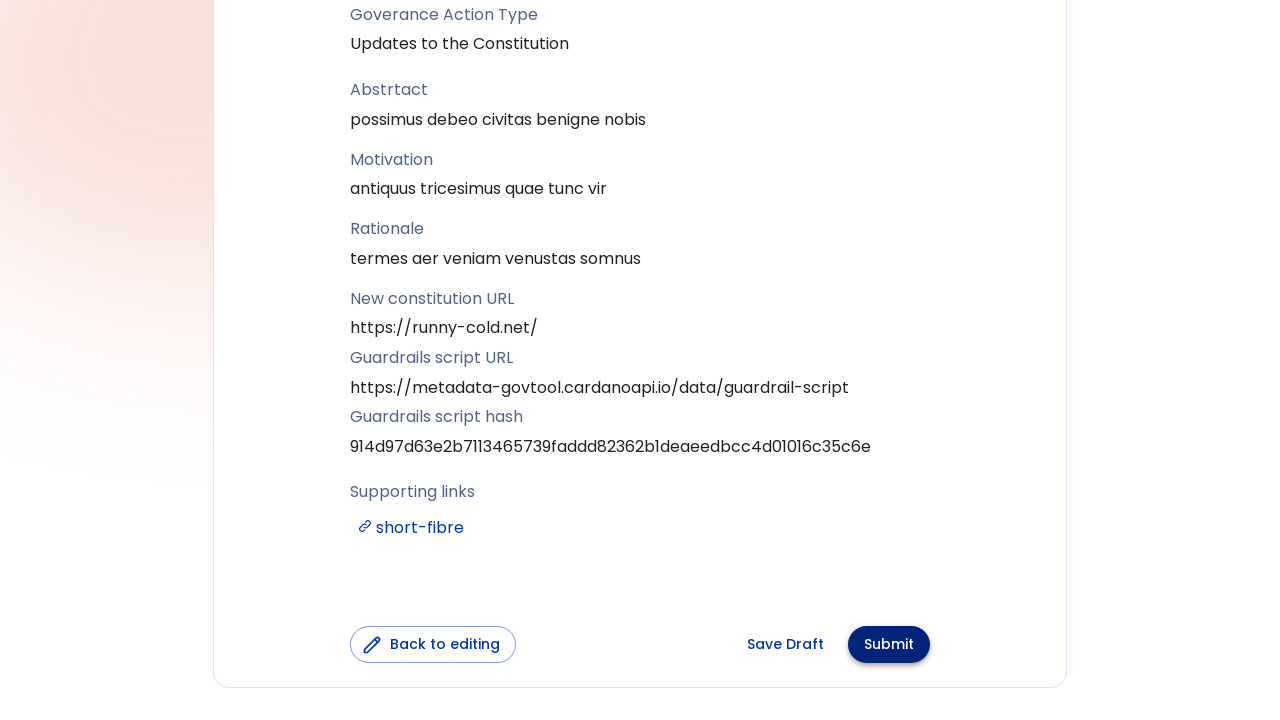 Goverance Action Type
Updates to the Constitution
Abstrtact
possimus debeo civitas benigne nobis
Motivation
antiquus tricesimus quae tunc vir
Rationale
termes aer veniam venustas somnus
New constitution URL
https://runny-cold.net/
Guardrails script URL
https://metadata-govtool.cardanoapi.io/data/guardrail-script
Guardrails script hash
914d97d63e2b7113465739faddd82362b1deaeedbcc4d01016c35c6e
Supporting links
short-fibre
Back to editing
Save Draft
Submit